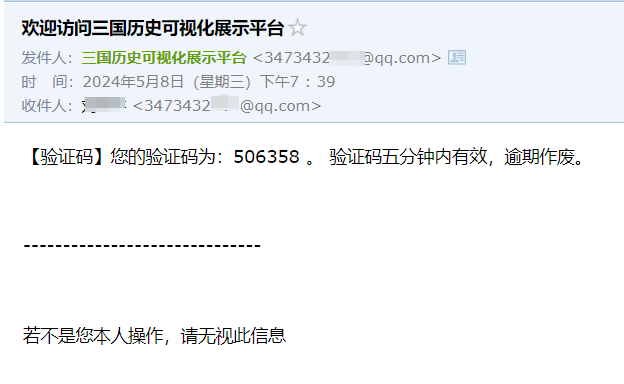 欢迎访问三国历史可视化展示平台
发件人：三国历史可视化展示平台 <3473432 @qq.com>
时 间：2024年5月8日（星期三）下午7：39
收件人： <3473432 @qq.com>
【验证码】您的验证码为：506358 。 验证码五分钟内有效，逾期作废。
------------------------------
若不是您本人操作，请无视此信息